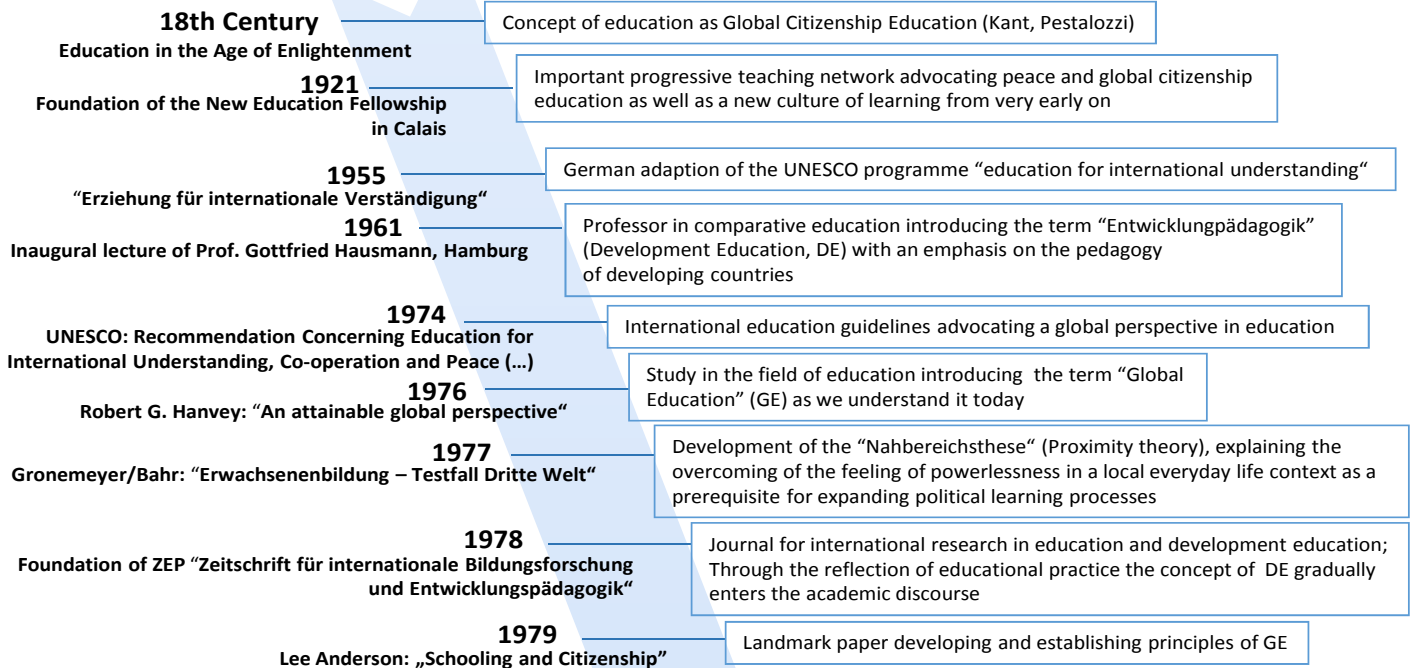 18th Century
Education in the Age of Enlightenment
Concept of education as Global Citizenship Education (Kant, Pestalozzi)
1921
Foundation of the New Education Fellowship
in Calais
Important progressive teaching network advocating peace and global citizenship
education as well as a new culture of learning from very early on
1955
“Erziehung für internationale Verständigung“
German adaption of the UNESCO programme “education for international understanding“
1961
Inaugural lecture of Prof. Gottfried Hausmann, Hamburg
Professor in comparative education introducing the term “Entwicklungpädagogik”
(Development Education, DE) with an emphasis on the pedagogy
of developing countries
1974
UNESCO: Recommendation Concerning Education for
International Understanding, Co-operation and Peace (…)
International education guidelines advocating a global perspective in education
1976
Robert G. Hanvey: “An attainable global perspective“
Study in the field of education introducing the term “Global
Education” (GE) as we understand it today
1977
Gronemeyer/Bahr: “Erwachsenenbildung – Testfall Dritte Welt“
Development of the “Nahbereichsthese“ (Proximity theory), explaining the
overcoming of the feeling of powerlessness in a local everyday life context as a
prerequisite for expanding political learning processes
1978
Foundation of ZEP “Zeitschrift für internationale Bildungsforschung
und Entwicklungspädagogik“
Journal for international research in education and development education;
Through the reflection of educational practice the concept of DE gradually
enters the academic discourse
1979
Lee Anderson: „Schooling and Citizenship”
Landmark paper developing and establishing principles of GE